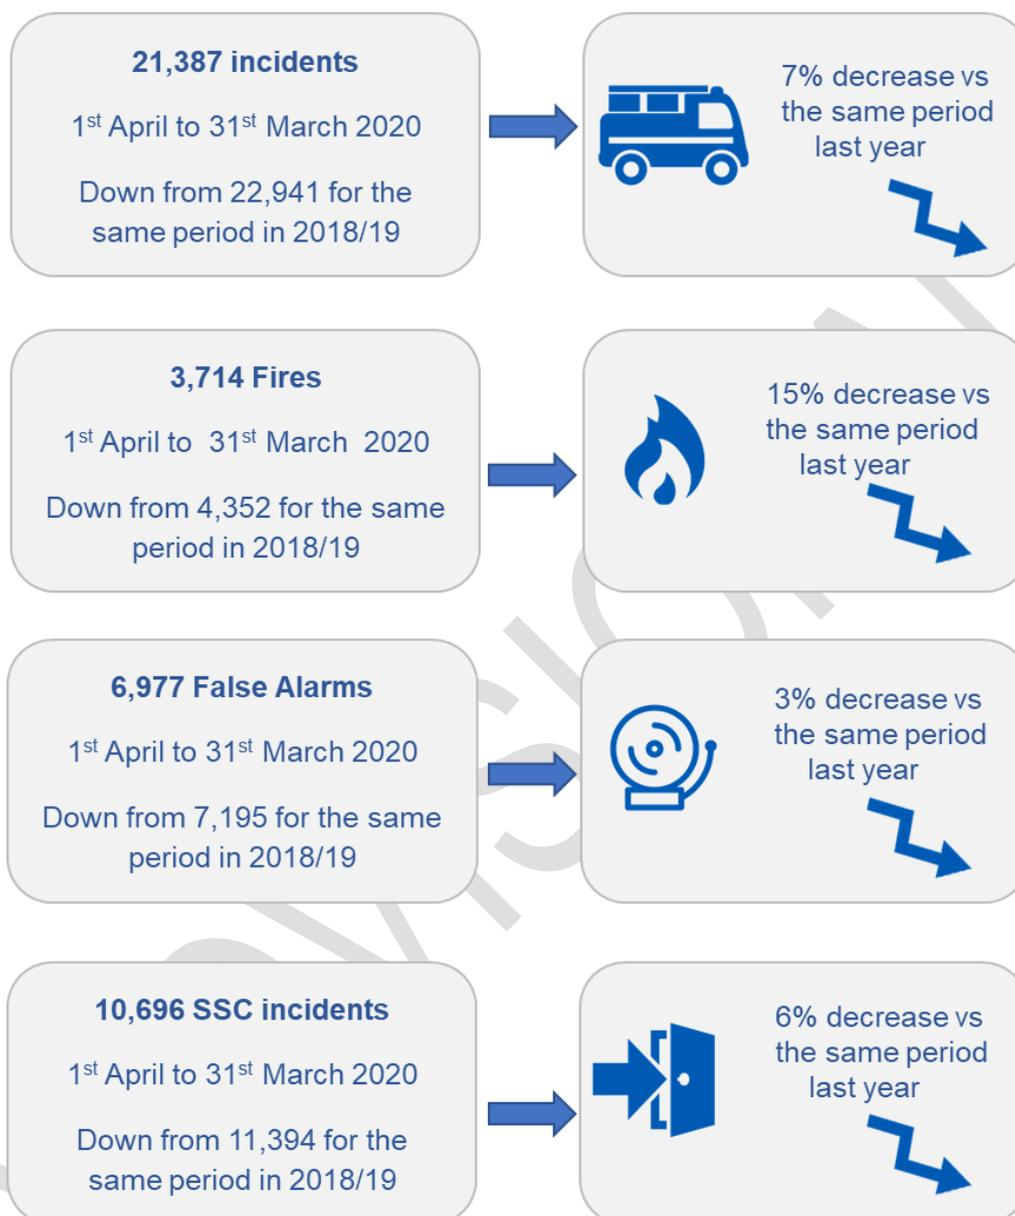 21,387 incidents
1st April to 31st March 2020
Down from 22,941 for the
same period in 2018/19
7% decrease vs
the same period
last year
3,714 Fires
1st April to 31st March 2020
Down from 4,352 for the same
period in 2018/19
15% decrease vs
the same period
last year
6,977 False Alarms
1st April to 31st March 2020
Down from 7,195 for the same
period in 2018/19
3% decrease vs
the same period
last year
10,696 SSC incidents
1st April to 31st March 2020
Down from 11,394 for the
same period in 2018/19
6% decrease vs
the same period
last year